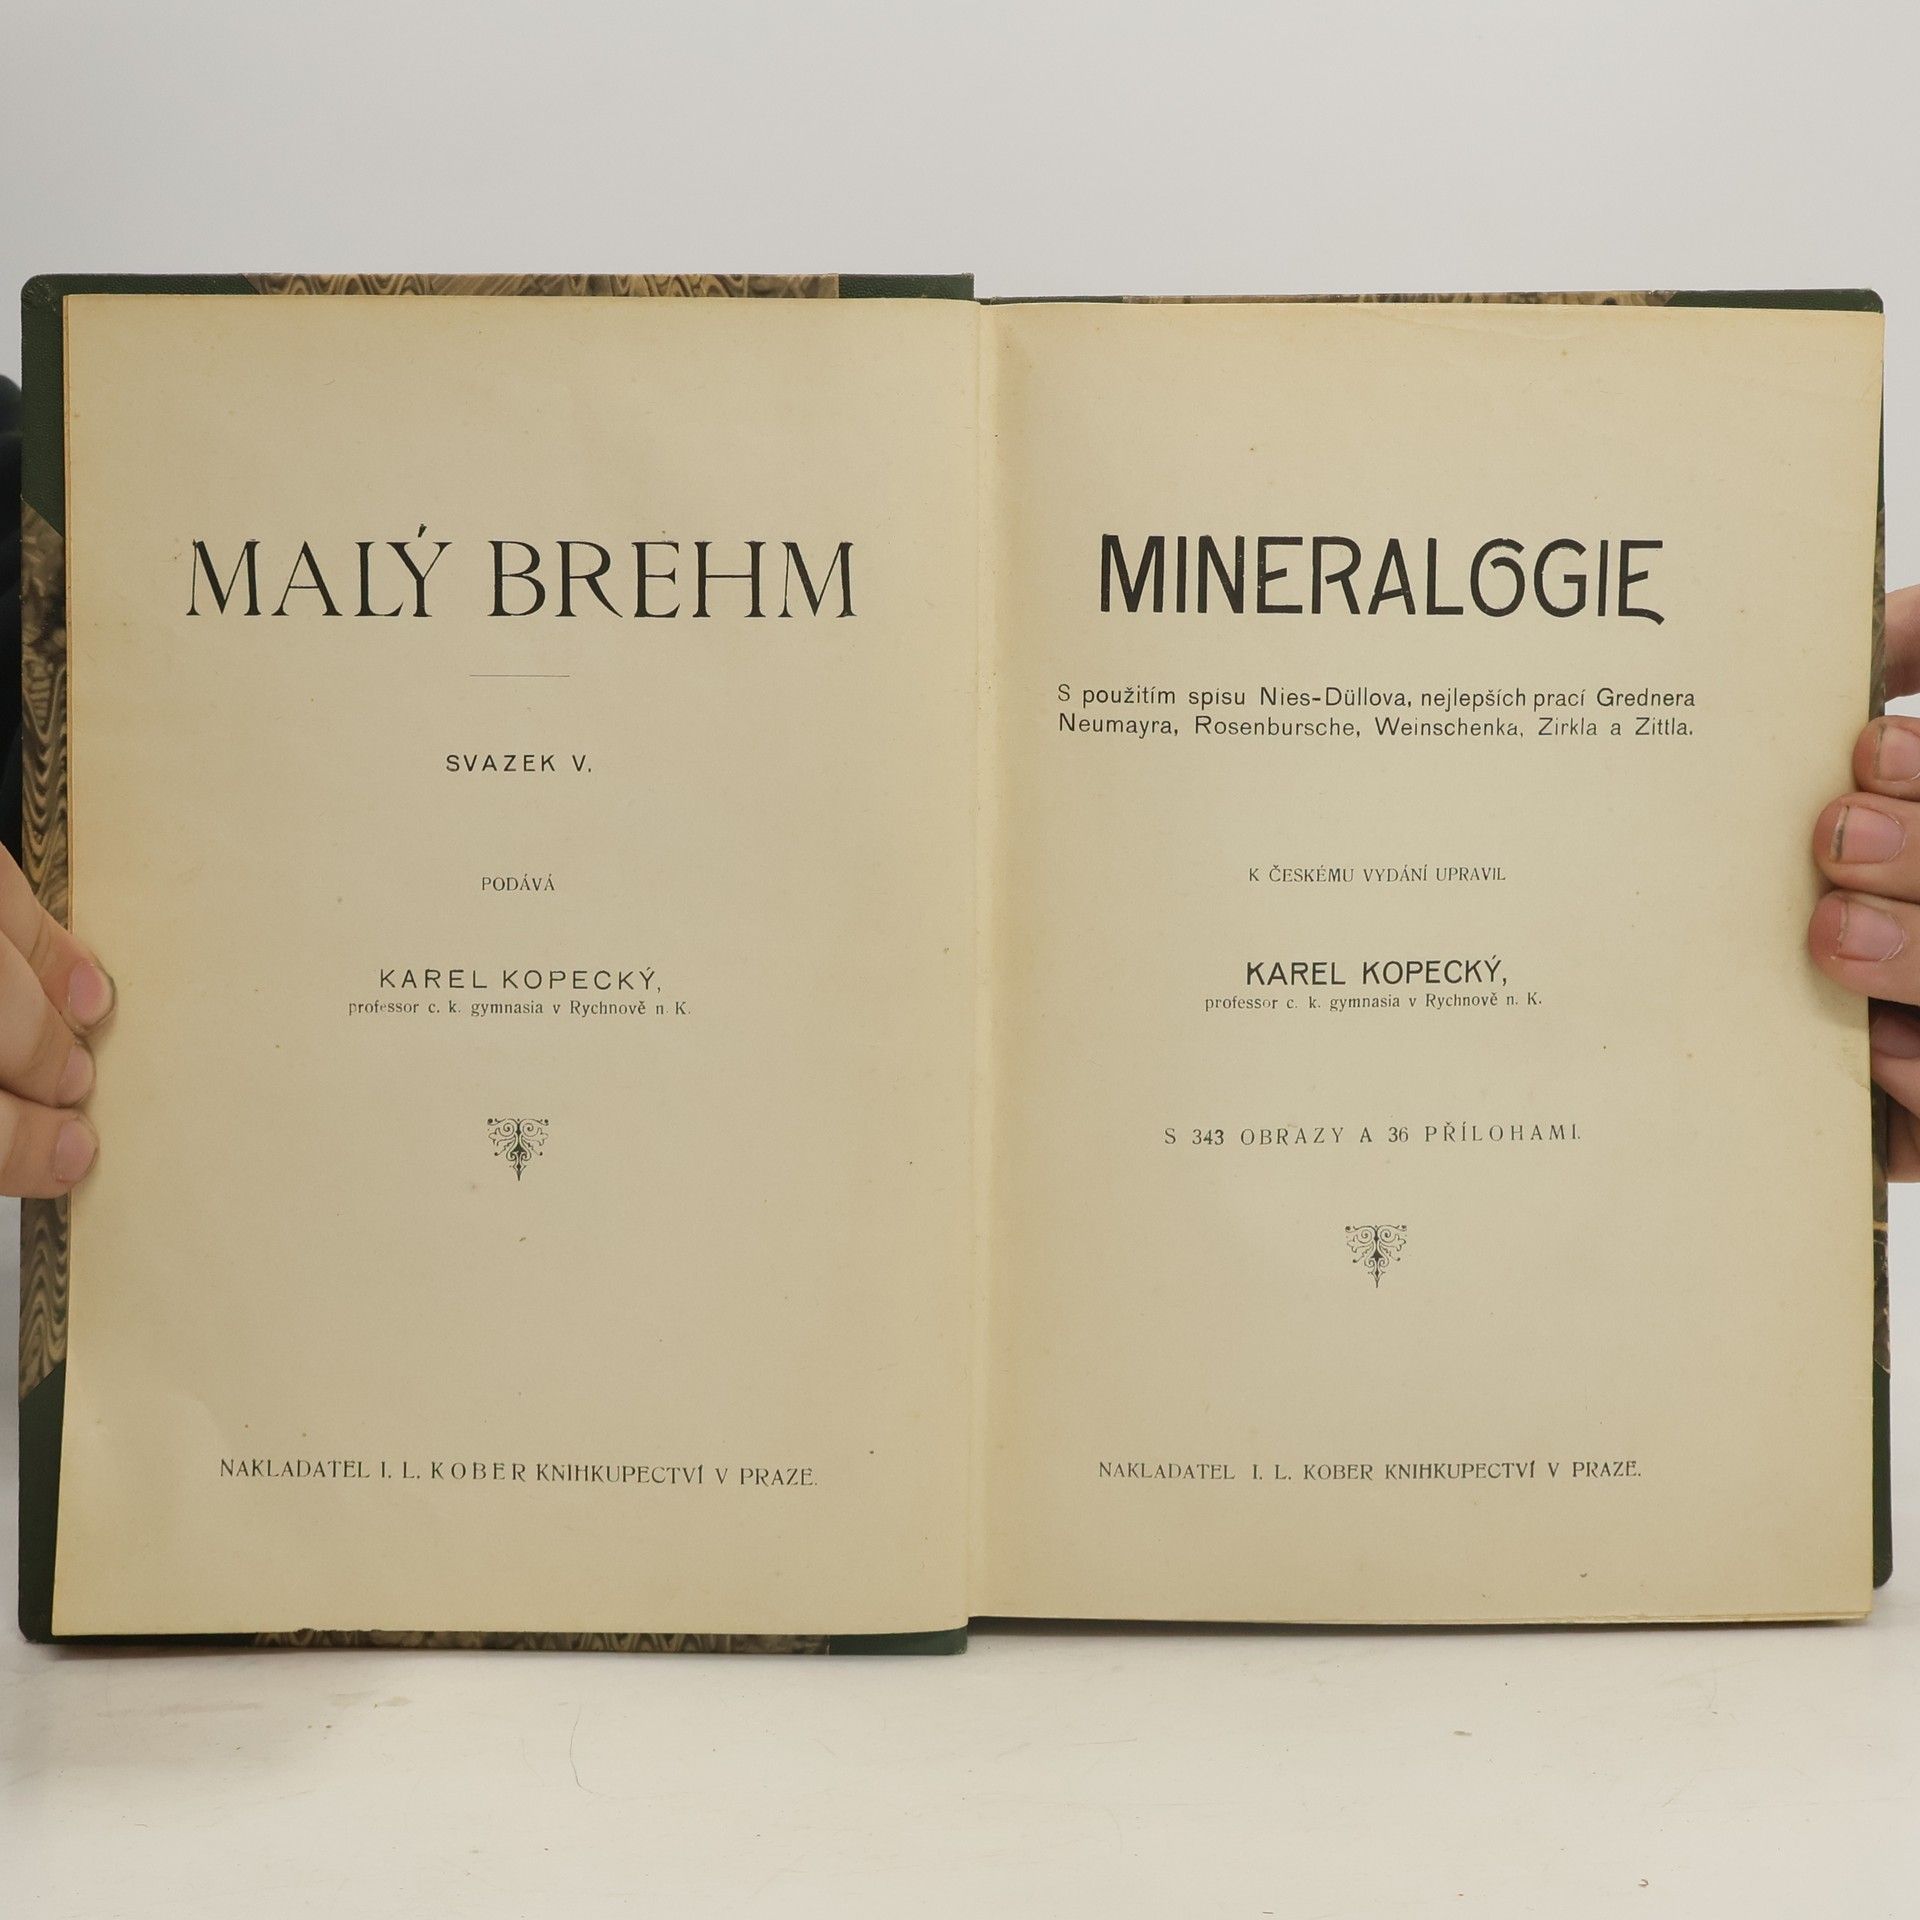 MALÝ BREHM
SVAZEK V.
PODÁVÁ
KAREL KOPECKÝ,
professor c. k. gymnasia v Rychnově n. K.
NAKLADATEL I. L. KOBER KNIHKUPECTVÍ V PRAZE.
MINERALOGIE
S použitím spisu Nies-Düllova, nejlepších prací Grednera
Neumayra, Rosenbursche, Weinschenka, Zirkla a Zittla.
K ČESKÉMU VYDÁNÍ UPRAVIL
KAREL KOPECKÝ,
professor c. k. gymnasia v Rychnově n. K.
S 343 OBRAZY A 36 PŘÍLOHAMI.
NAKLADATEL I. L. KOBER KNIHKUPECTVÍ V PRAZE.